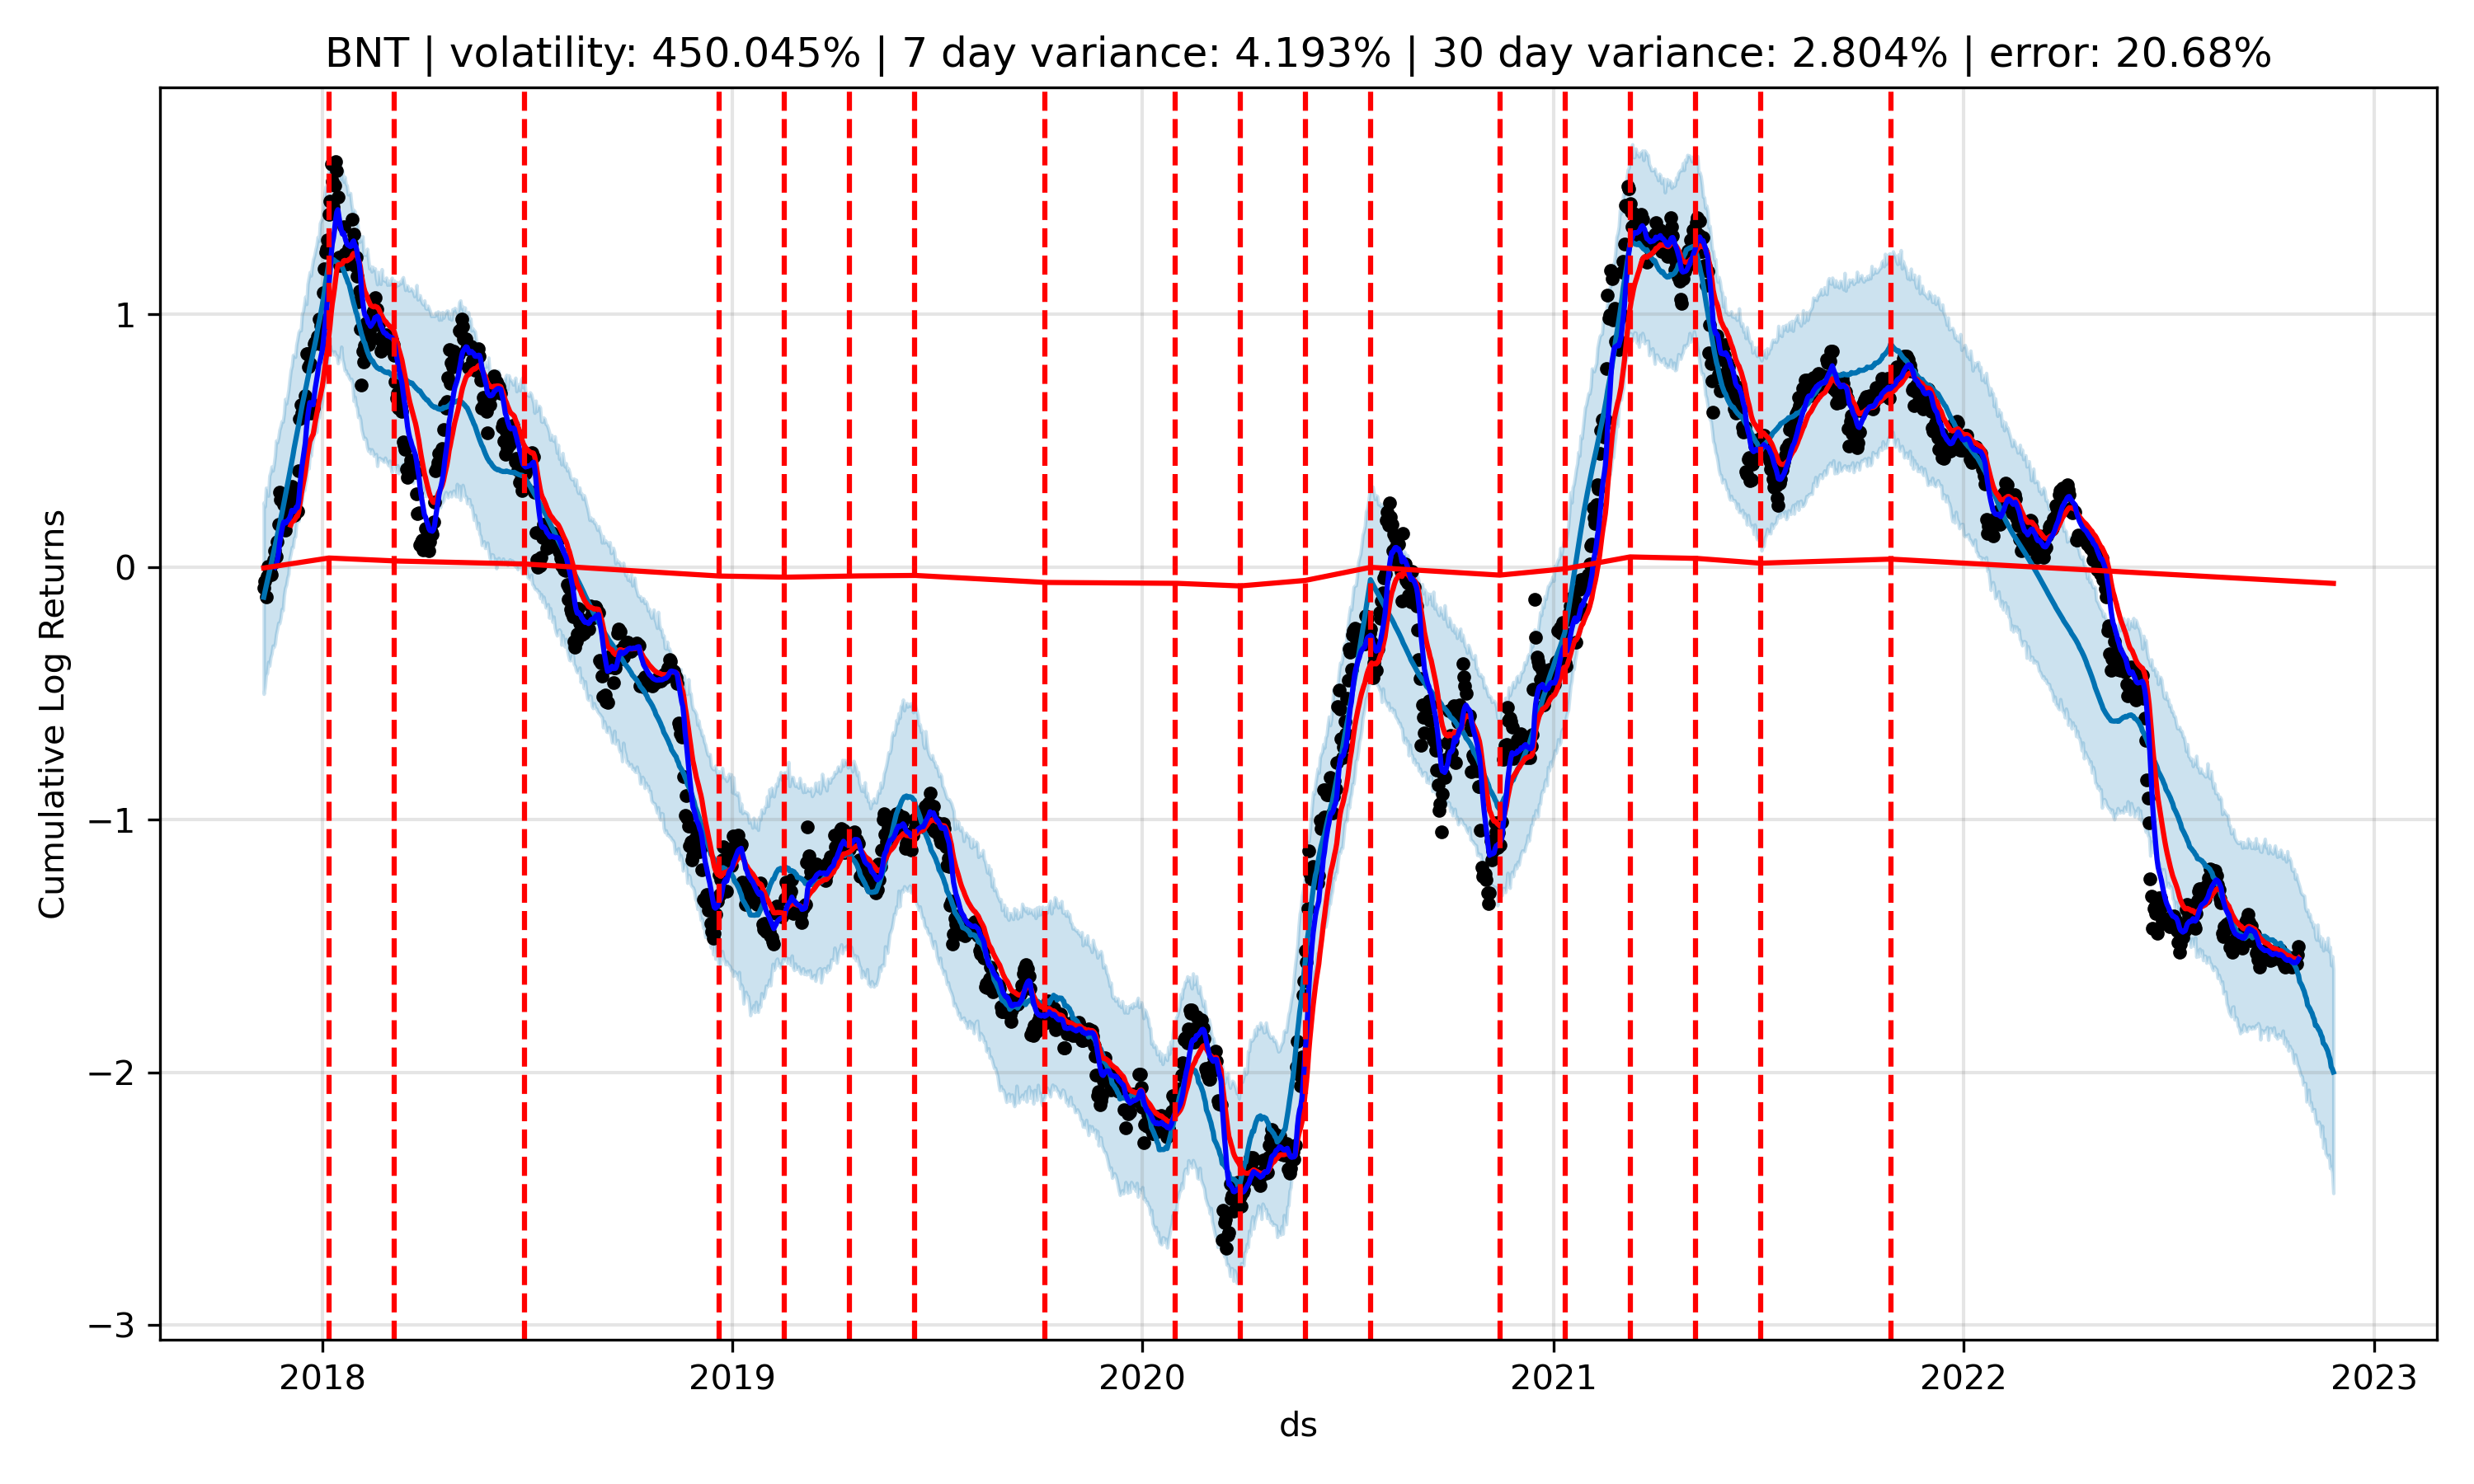 BNT | volatility: 450.045% | 7 day variance: 4.193% | 30 day variance: 2.804% | error: 20.68%
Cumulative Log Returns
1
0
−1
−2
−3
2018 2019 2020 2021 2022 2023
ds